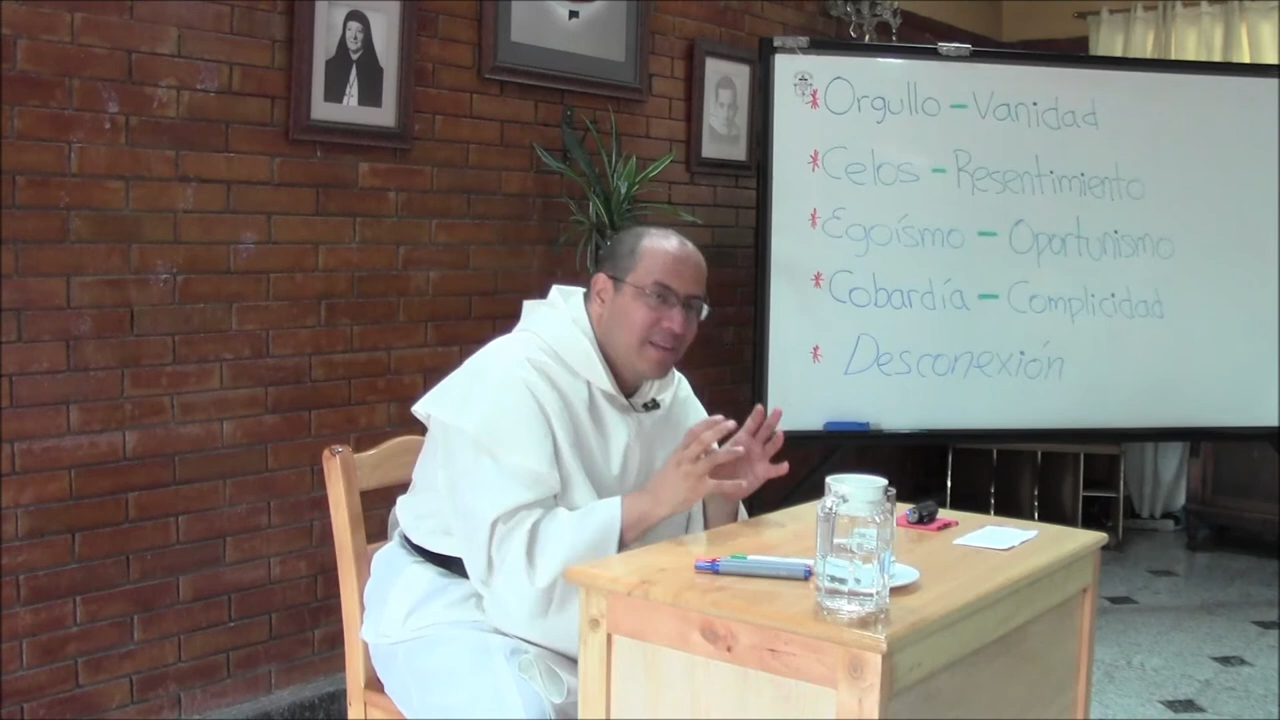 * Orgullo - Vanidad
* Celos - Resentimiento
* Egoísmo - Oportunismo
* Cobardía - Complicidad
* Desconexión